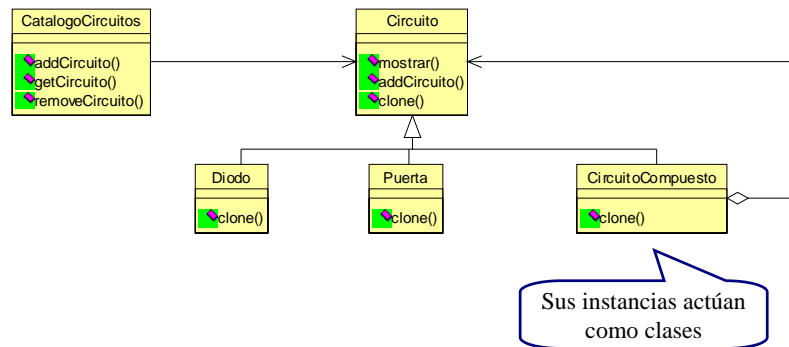 CatalogoCircuitos
addCircuito()
getCircuito()
removeCircuito()
Circuito
mostrar()
addCircuito()
clone()
Diodo
clone()
Puerta
clone()
CircuitoCompuesto
clone()
Sus instancias actúan
como clases